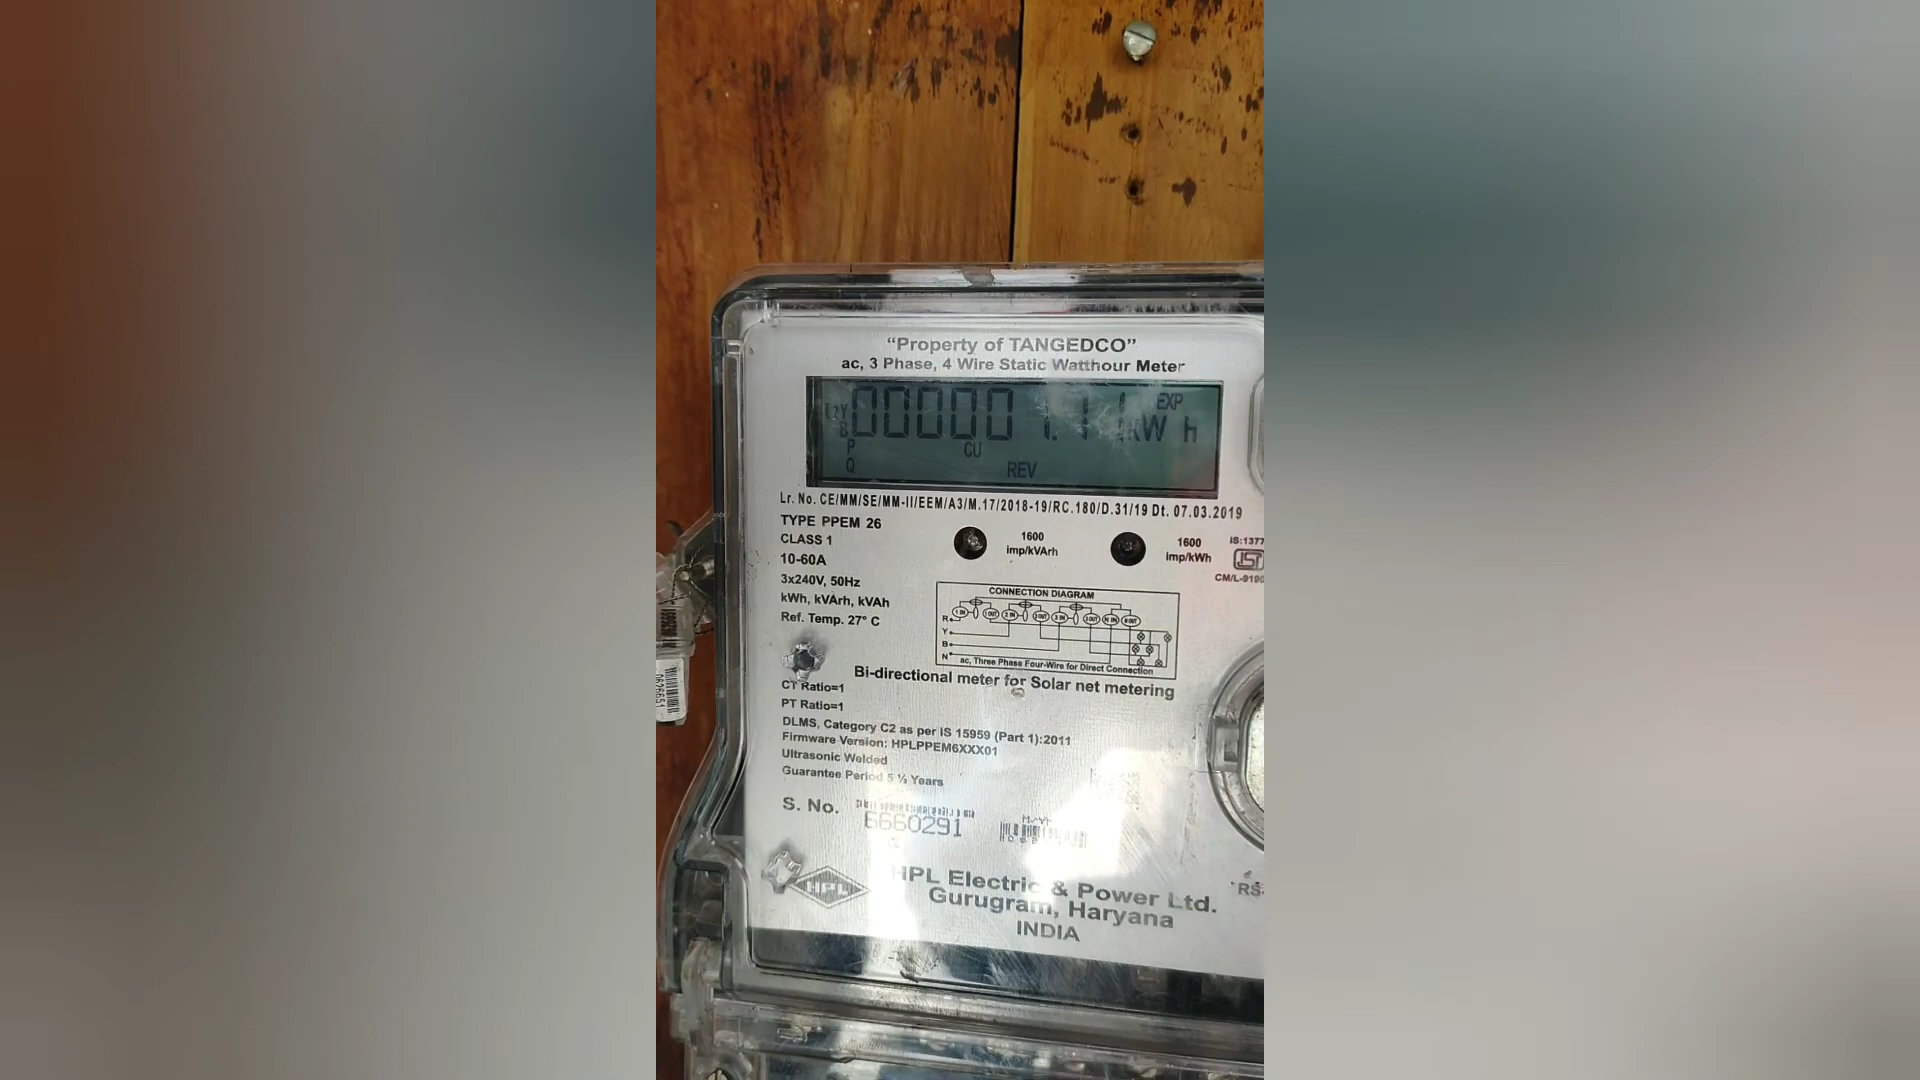 “Property of TANGEDCO”
ac, 3 Phase, 4 Wire Static Watthour Meter
EXP
kW h
P
CU
Q
REV
Lr. No. CE/MM/SE/MM-II/EEM/A3/M.17/2018-19/RC.180/D.31/19 Dt. 07.03.2019
TYPE PPEM 26
CLASS 1
10-60A
3x240V, 50Hz
kWh, kVArh, kVAh
Ref. Temp. 27° C
1600
imp/kVArh
1600
imp/kWh
CONNECTION DIAGRAM
R
Y
B
N
ac, Three Phase Four-Wire for Direct Connection
Bi-directional meter for Solar net metering
CT Ratio=1
PT Ratio=1
DLMS, Category C2 as per IS 15959 (Part 1):2011
Firmware Version: HPLPPEM6XXX01
Ultrasonic Welded
Guarantee Period 5 ½ Years
S. No.
6660291
HPL
HPL Electric & Power Ltd.
Gurugram, Haryana
INDIA